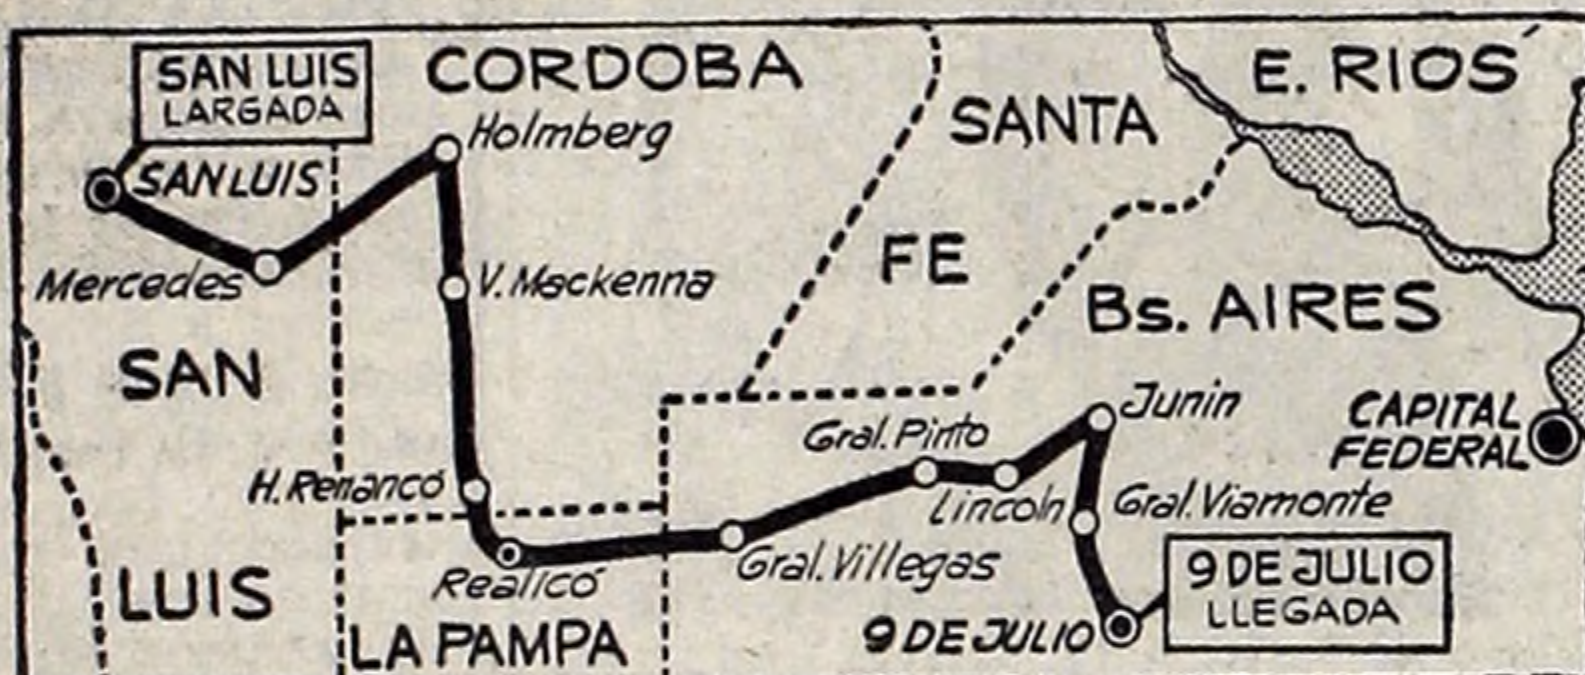 SAN LUIS
LARGADA
CORDOBA
E. RIOS
SANTA
Holmberg
SAN LUIS
FE
Mercedes
V. Mackenna
Bs. AIRES
SAN
Junin
CAPITAL
FEDERAL
Gral. Pinto
H. Renancó
Lincoln
Gral. Viamonte
Gral. Villegas
Realicó
9 DE JULIO
LLEGADA
LUIS
LA PAMPA
9 DE JULIO